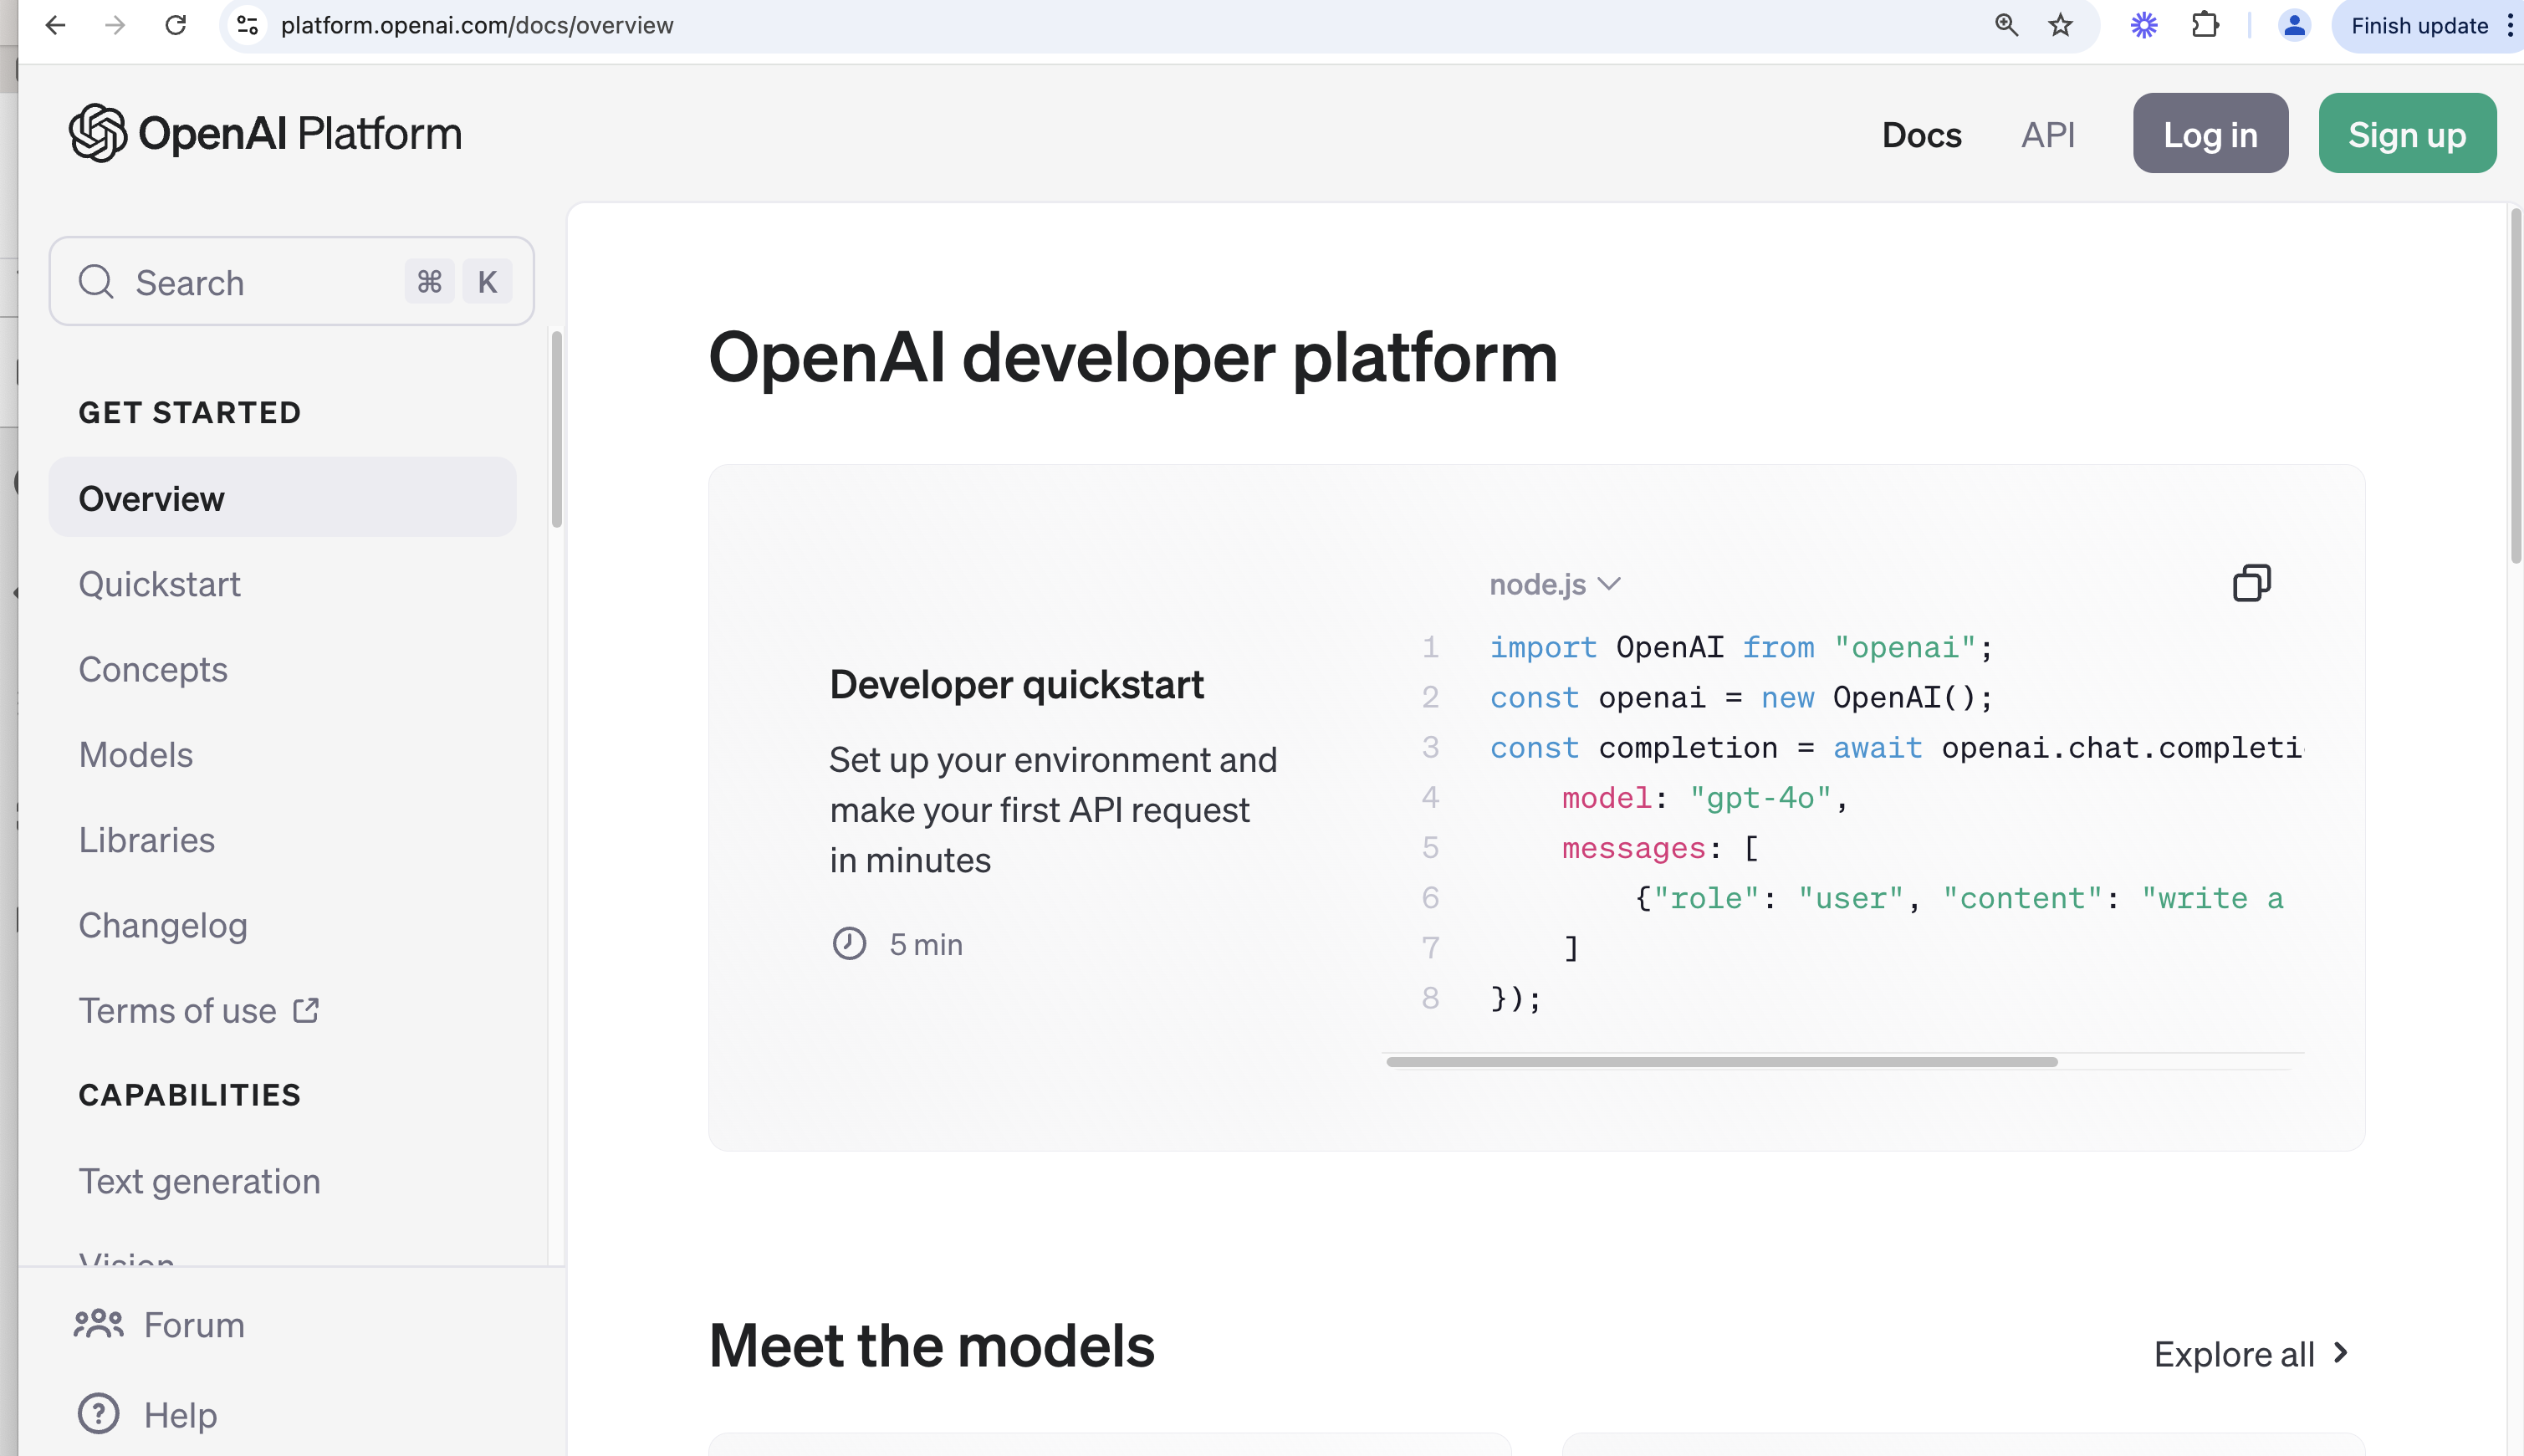 platform.openai.com/docs/overview
Finish update
OpenAI Platform
Docs
API
Log in
Sign up
Search
⌘ K
GET STARTED
Overview
Quickstart
Concepts
Models
Libraries
Changelog
Terms of use
CAPABILITIES
Text generation
Vision
Forum
Help
OpenAI developer platform
Developer quickstart
Set up your environment and
make your first API request
in minutes
5 min
node.js
1 import OpenAI from "openai";
2 const openai = new OpenAI();
3 const completion = await openai.chat.completi
4     model: "gpt-4o",
5     messages: [
6         {"role": "user", "content": "write a
7     ]
8 });
Meet the models
Explore all